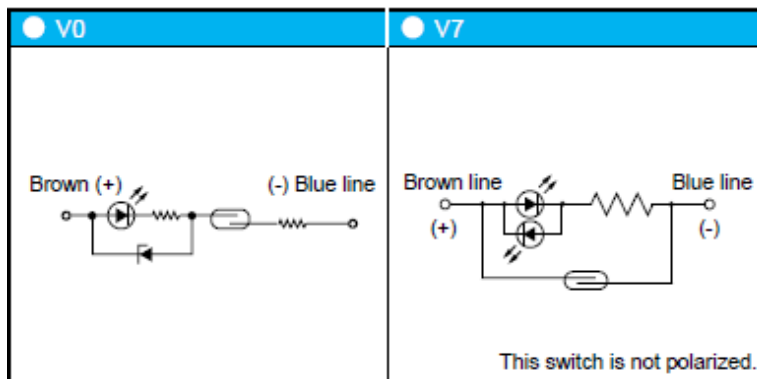 V0
Brown (+)
(-) Blue line
V7
Brown line
(+)
Blue line
(-)
This switch is not polarized.